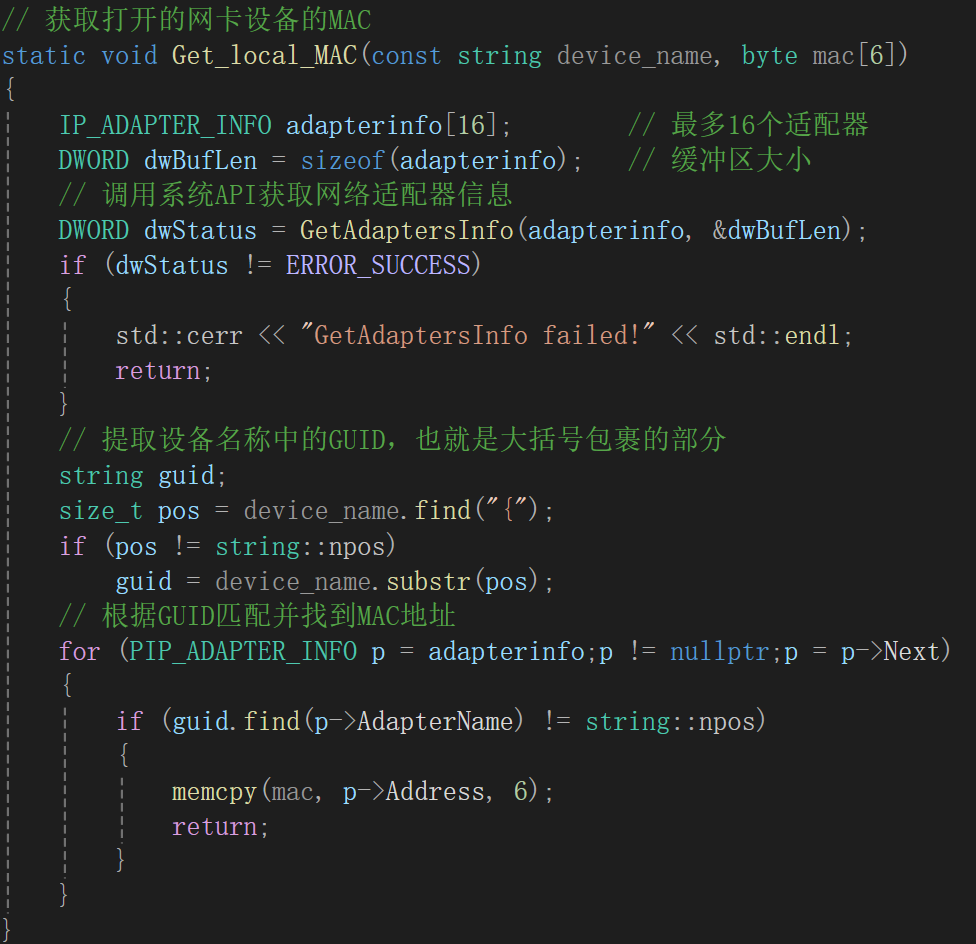 // 获取打开的网卡设备的MAC
static void Get_local_MAC(const string device_name, byte mac[6])
{
    IP_ADAPTER_INFO adapterinfo[16];        // 最多16个适配器
    DWORD dwBufLen = sizeof(adapterinfo);   // 缓冲区大小
    // 调用系统API获取网络适配器信息
    DWORD dwStatus = GetAdaptersInfo(adapterinfo, &dwBufLen);
    if (dwStatus != ERROR_SUCCESS)
    {
        std::cerr << "GetAdaptersInfo failed!" << std::endl;
        return;
    }
    // 提取设备名称中的GUID，也就是大括号包裹的部分
    string guid;
    size_t pos = device_name.find("{");
    if (pos != string::npos)
        guid = device_name.substr(pos);
    // 根据GUID匹配并找到MAC地址
    for (PIP_ADAPTER_INFO p = adapterinfo;p != nullptr;p = p->Next)
    {
        if (guid.find(p->AdapterName) != string::npos)
        {
            memcpy(mac, p->Address, 6);
            return;
        }
    }
}